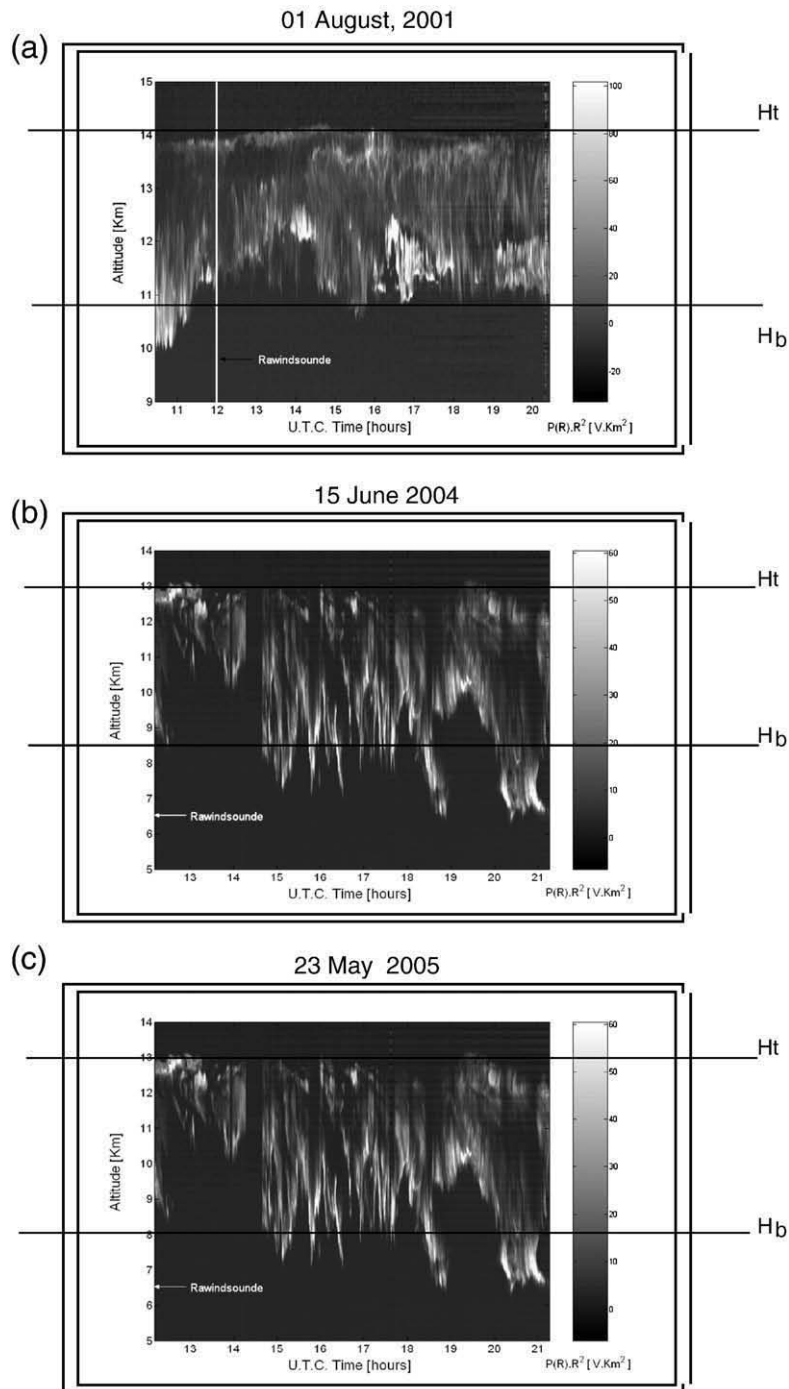 01 August, 2001
(a)
15
14
13
12
11
10
9
Altitude [Km]
Rawindsounde
11 12 13 14 15 16 17 18 19 20
U.T.C. Time [hours]
100
80
60
40
20
0
-20
P(R).R² [ V.Km² ]
Ht
Hb
15 June 2004
(b)
14
13
12
11
10
9
8
7
6
5
Altitude [Km]
Rawindsounde
13 14 15 16 17 18 19 20 21
U.T.C. Time [hours]
60
50
40
30
20
10
0
P(R).R² [ V.Km² ]
Ht
Hb
23 May 2005
(c)
14
13
12
11
10
9
8
7
6
5
Altitude [Km]
Rawindsounde
13 14 15 16 17 18 19 20 21
U.T.C. Time [hours]
60
50
40
30
20
10
0
P(R).R² [ V.Km² ]
Ht
Hb